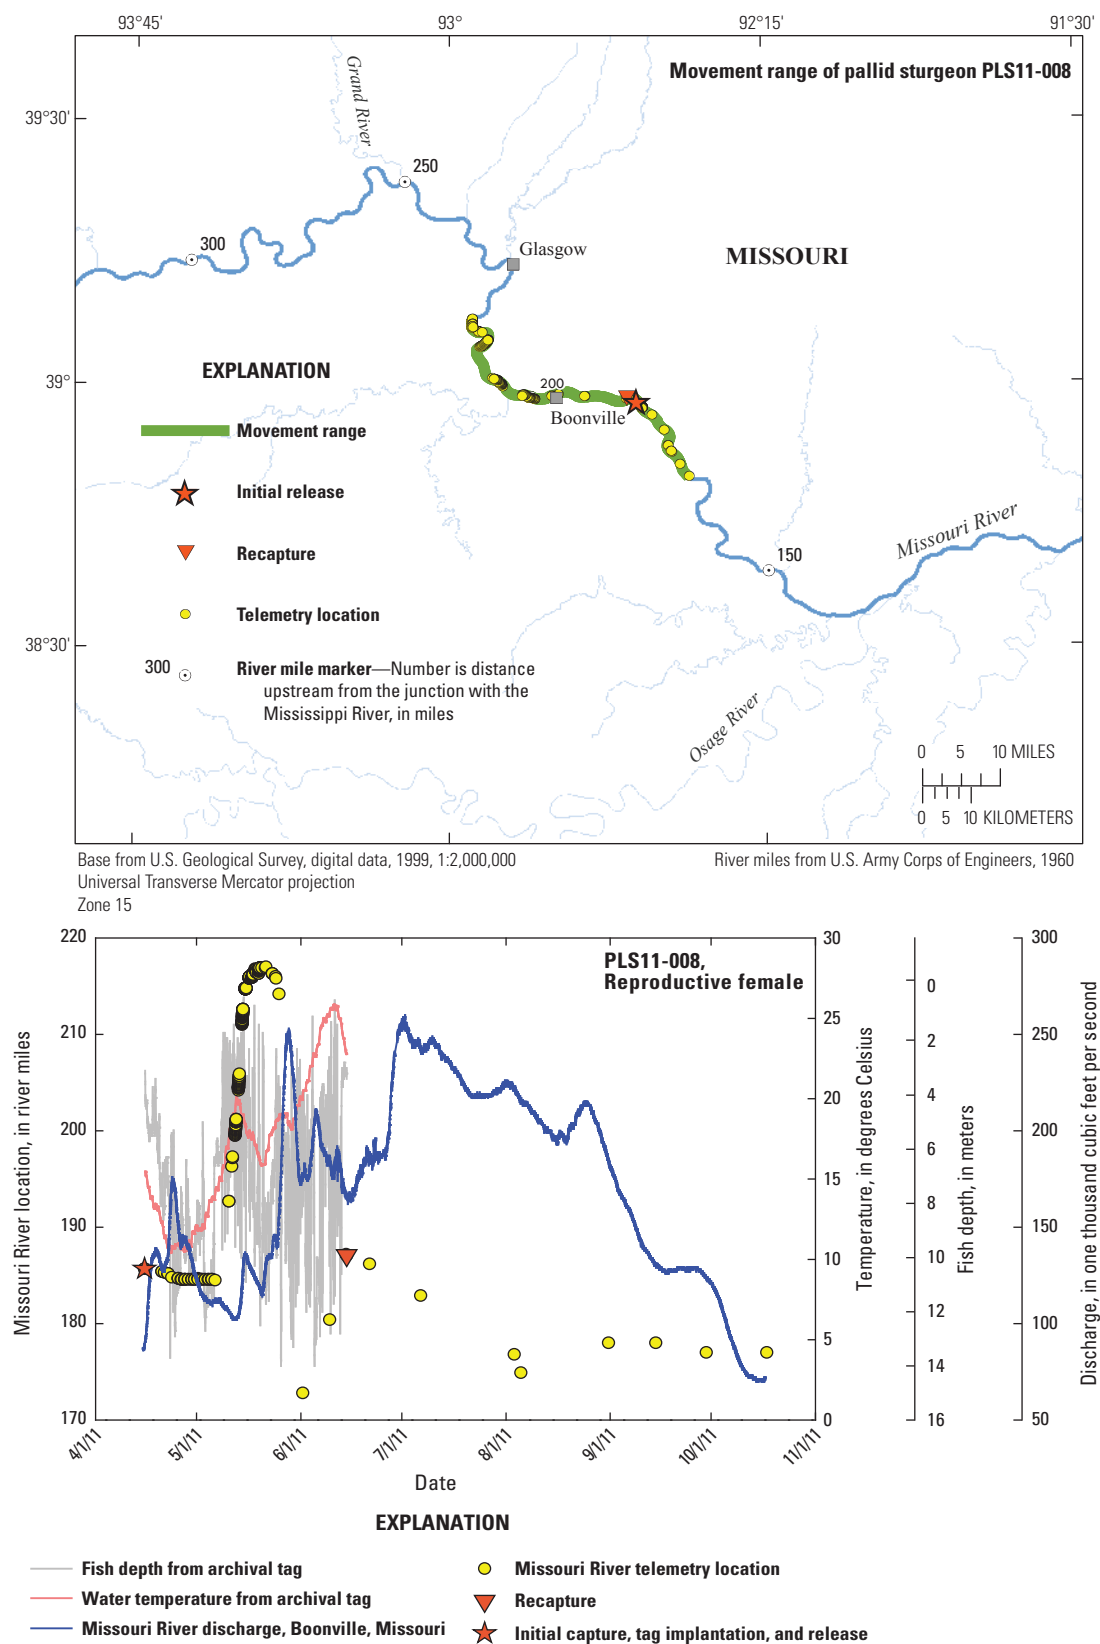 93°45'
93°
92°15'
91°30'
Movement range of pallid sturgeon PLS11-008
39°30'
Grand River
250
300
Glasgow
MISSOURI
EXPLANATION
39°
200
Boonville
Movement range
Initial release
Missouri River
Recapture
150
Telemetry location
38°30'
300
River mile marker—Number is distance
upstream from the junction with the
Mississippi River, in miles
Osage River
0 5 10 MILES
0 5 10 KILOMETERS
Base from U.S. Geological Survey, digital data, 1999, 1:2,000,000
Universal Transverse Mercator projection
Zone 15
River miles from U.S. Army Corps of Engineers, 1960
PLS11-008,
Reproductive female
Missouri River location, in river miles
220
210
200
190
180
170
30
25
20
15
10
5
0
Temperature, in degrees Celsius
0
2
4
6
8
10
12
14
16
Fish depth, in meters
300
250
200
150
100
50
Discharge, in one thousand cubic feet per second
4/1/11
5/1/11
6/1/11
7/1/11
8/1/11
9/1/11
10/1/11
11/1/11
Date
EXPLANATION
Fish depth from archival tag
Water temperature from archival tag
Missouri River discharge, Boonville, Missouri
Missouri River telemetry location
Recapture
Initial capture, tag implantation, and release